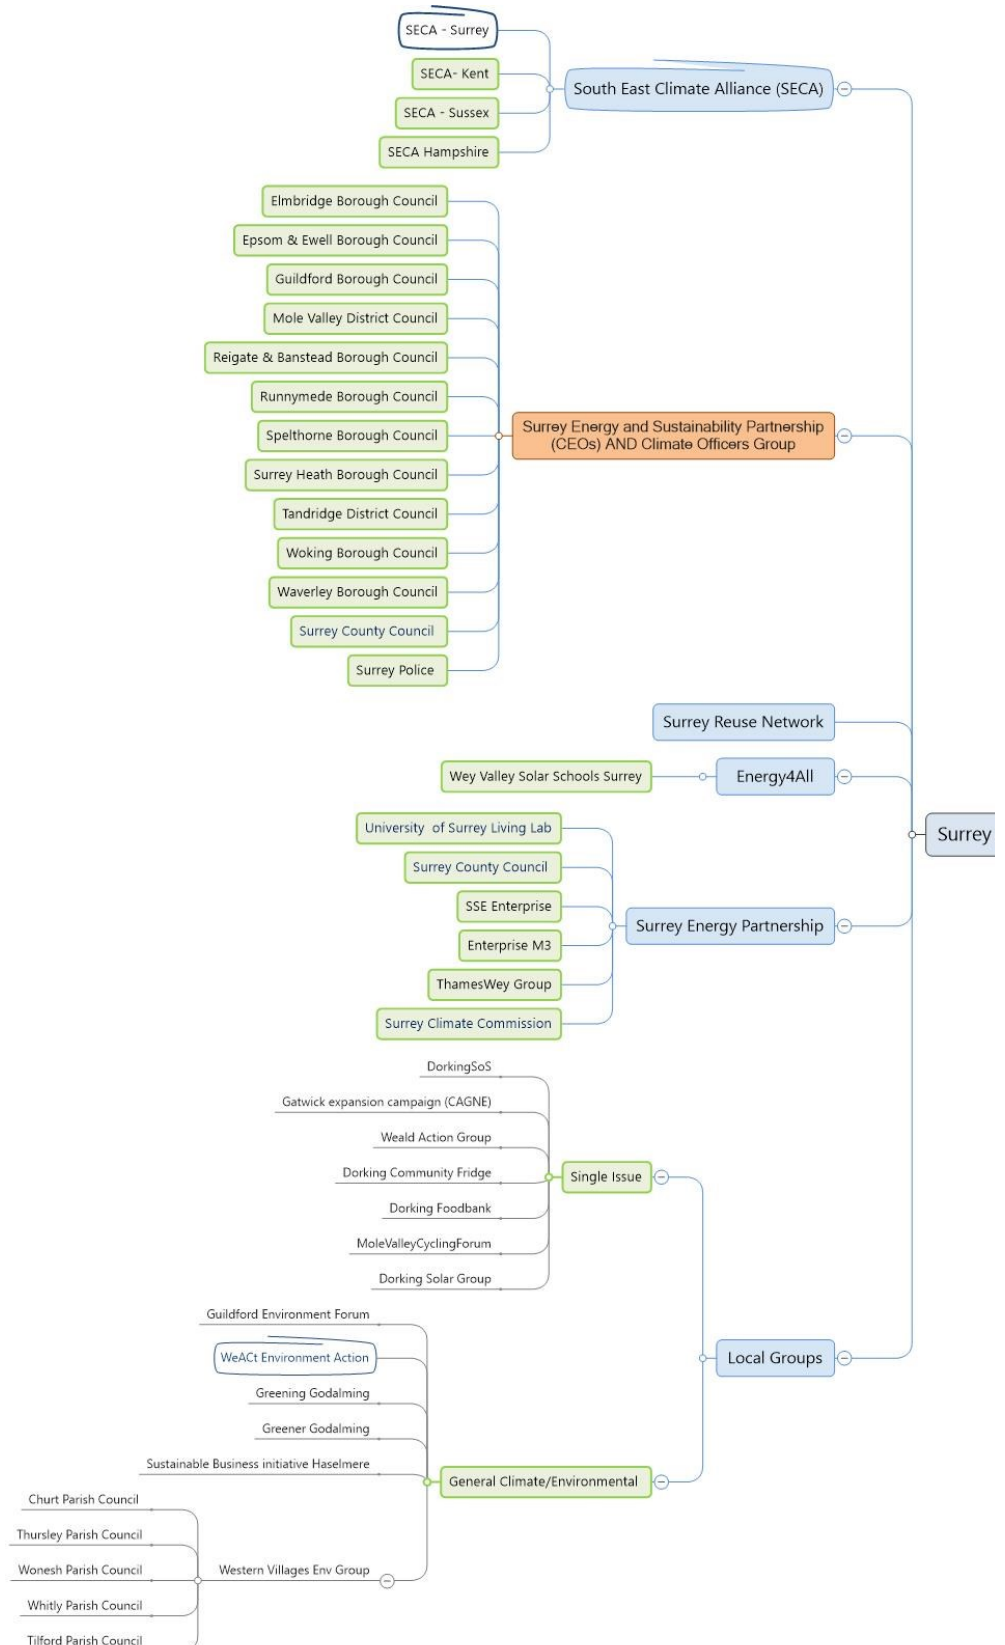 SECA - Surrey
SECA- Kent
SECA - Sussex
SECA Hampshire
South East Climate Alliance (SECA)
Elmbridge Borough Council
Epsom & Ewell Borough Council
Guildford Borough Council
Mole Valley District Council
Reigate & Banstead Borough Council
Runnymede Borough Council
Spelthorne Borough Council
Surrey Heath Borough Council
Tandridge District Council
Woking Borough Council
Waverley Borough Council
Surrey County Council
Surrey Police
Surrey Energy and Sustainability Partnership
(CEOs) AND Climate Officers Group
Surrey Reuse Network
Wey Valley Solar Schools Surrey
Energy4All
Surrey
University of Surrey Living Lab
Surrey County Council
SSE Enterprise
Enterprise M3
ThamesWey Group
Surrey Climate Commission
Surrey Energy Partnership
DorkingSoS
Gatwick expansion campaign (CAGNE)
Weald Action Group
Dorking Community Fridge
Dorking Foodbank
MoleValleyCyclingForum
Dorking Solar Group
Single Issue
Local Groups
Guildford Environment Forum
WeACt Environment Action
Greening Godalming
Greener Godalming
Sustainable Business initiative Haselmere
General Climate/Environmental
Churt Parish Council
Thursley Parish Council
Wonesh Parish Council
Whitly Parish Council
Tilford Parish Council
Western Villages Env Group